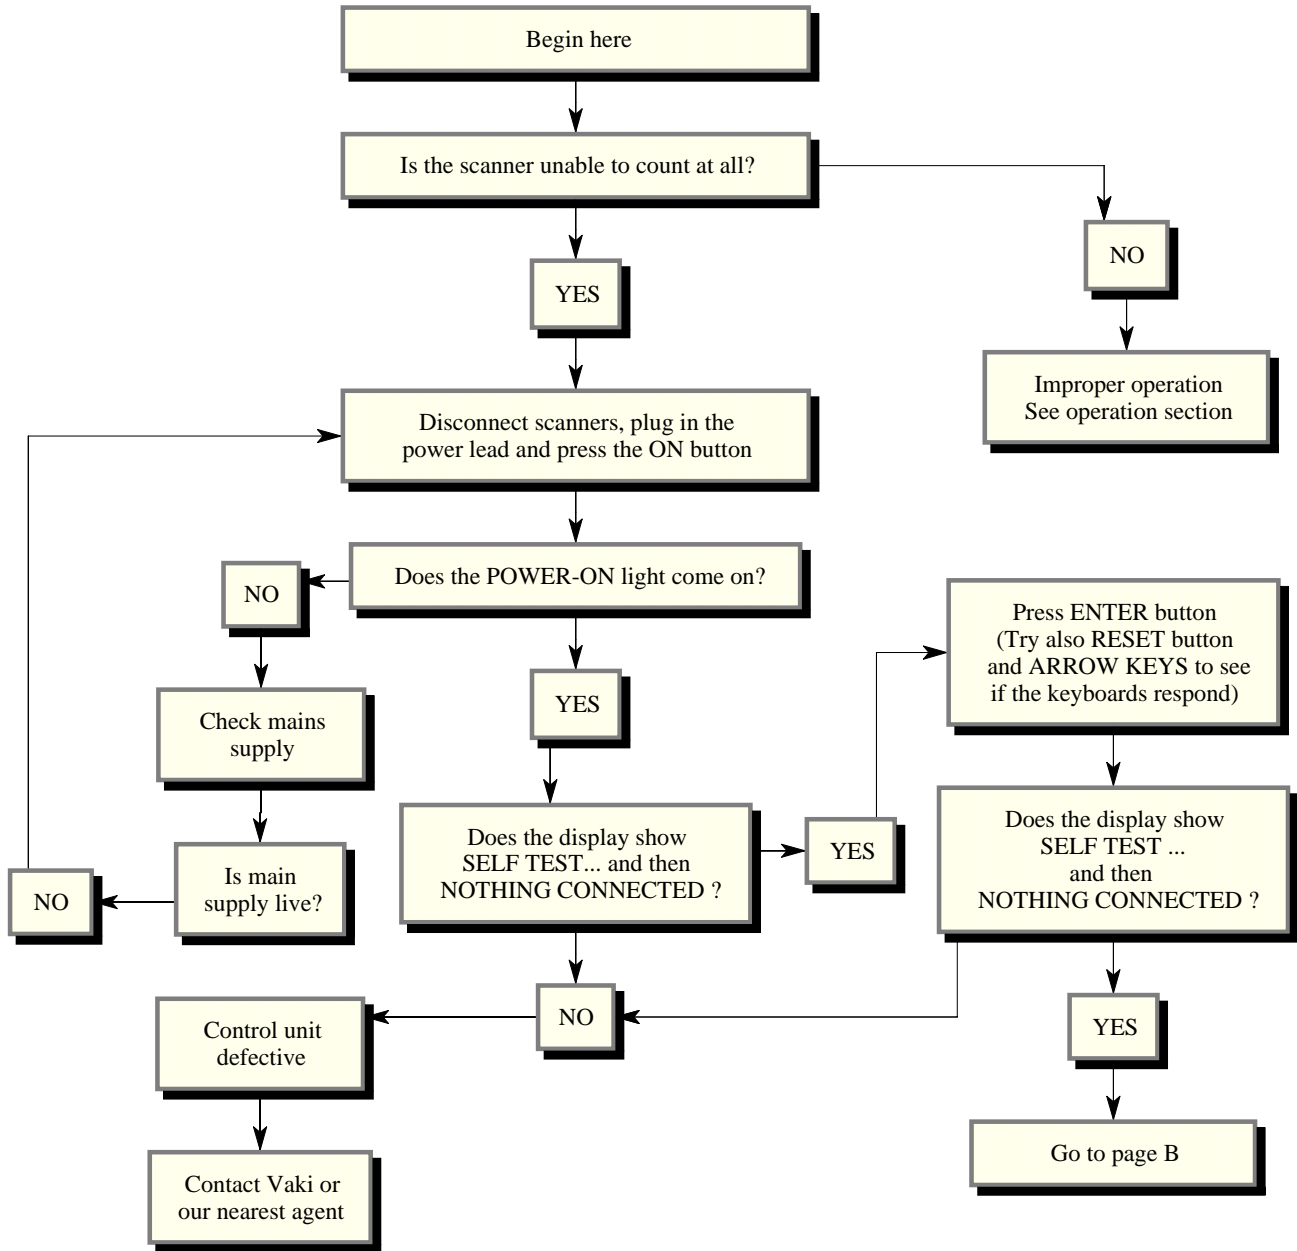 Begin here
Is the scanner unable to count at all?
NO
YES
Improper operation
See operation section
Disconnect scanners, plug in the
power lead and press the ON button
Does the POWER-ON light come on?
NO
YES
Press ENTER button
(Try also RESET button
and ARROW KEYS to see
if the keyboards respond)
Check mains
supply
Does the display show
SELF TEST... and then
NOTHING CONNECTED ?
YES
Does the display show
SELF TEST ...
and then
NOTHING CONNECTED ?
Is main
supply live?
NO
NO
YES
Control unit
defective
Go to page B
Contact Vaki or
our nearest agent